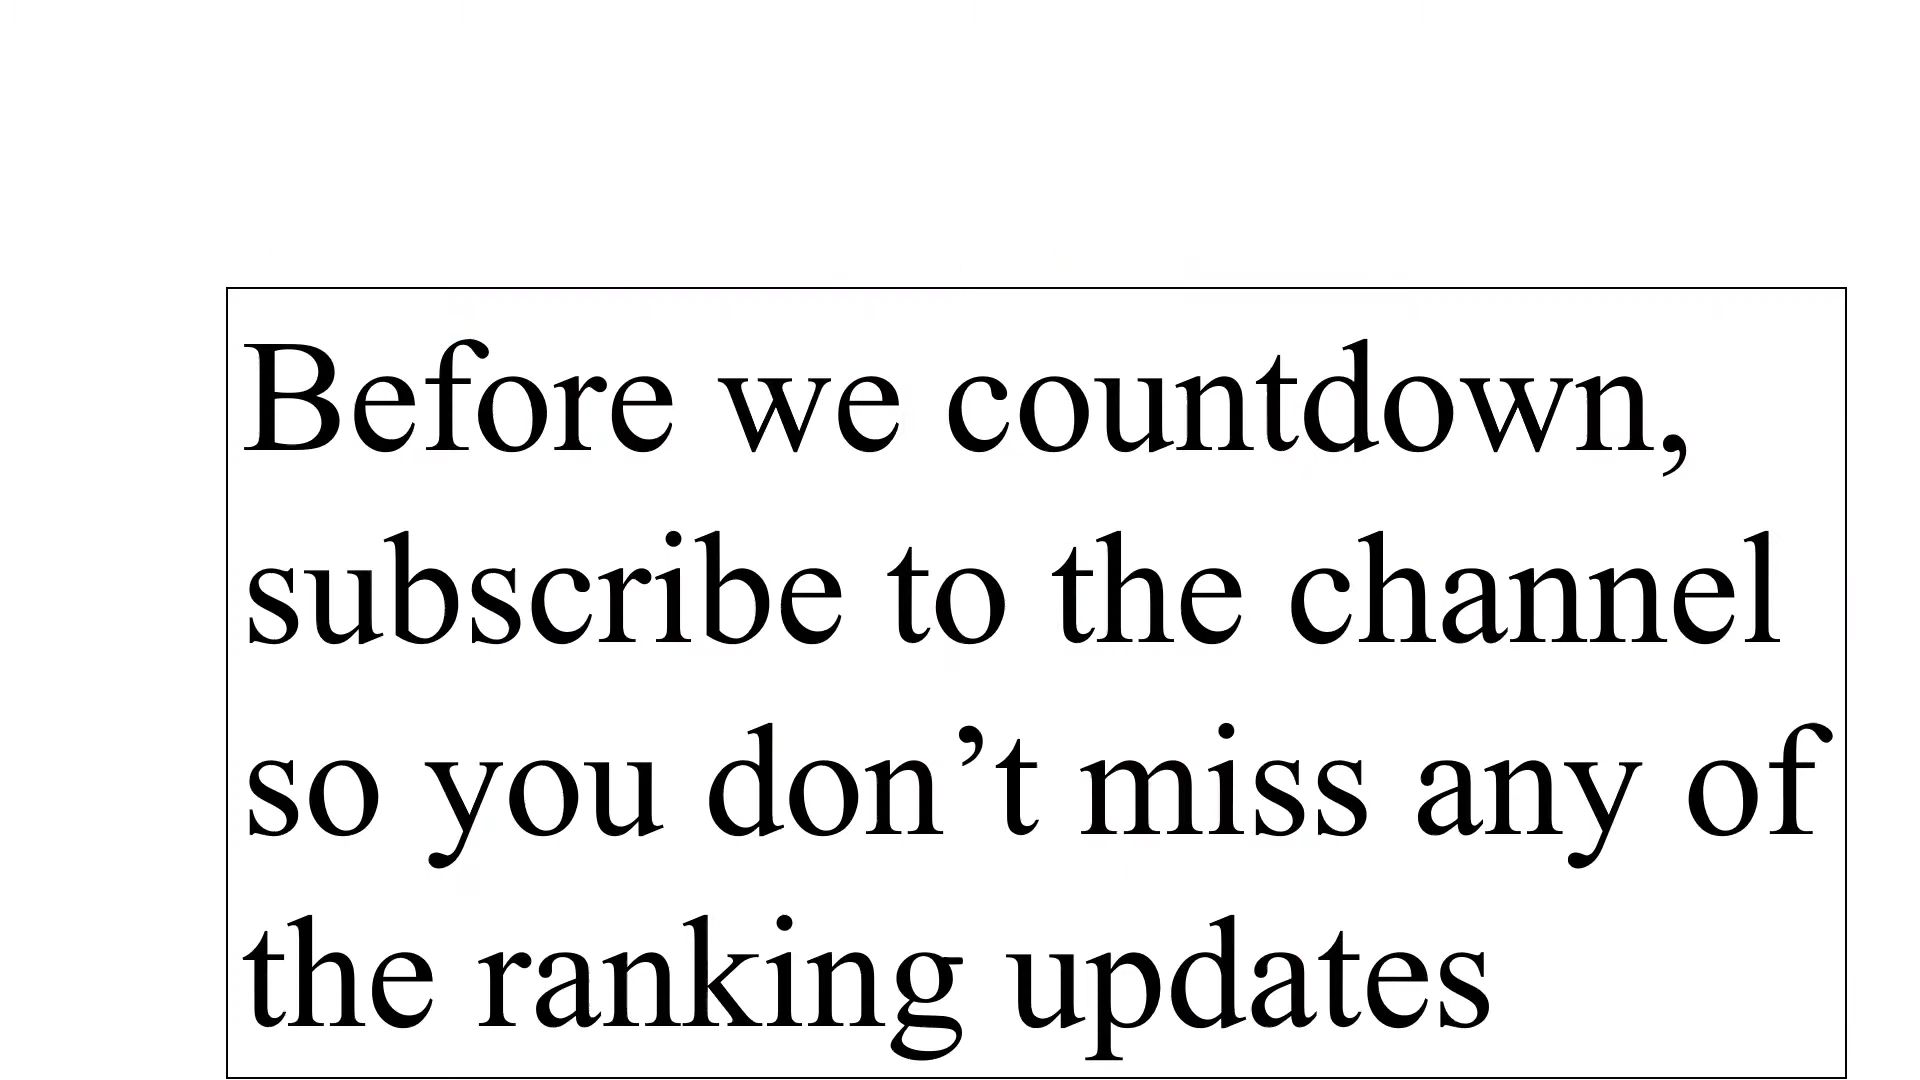 Before we countdown,
subscribe to the channel
so you don’t miss any of
the ranking updates